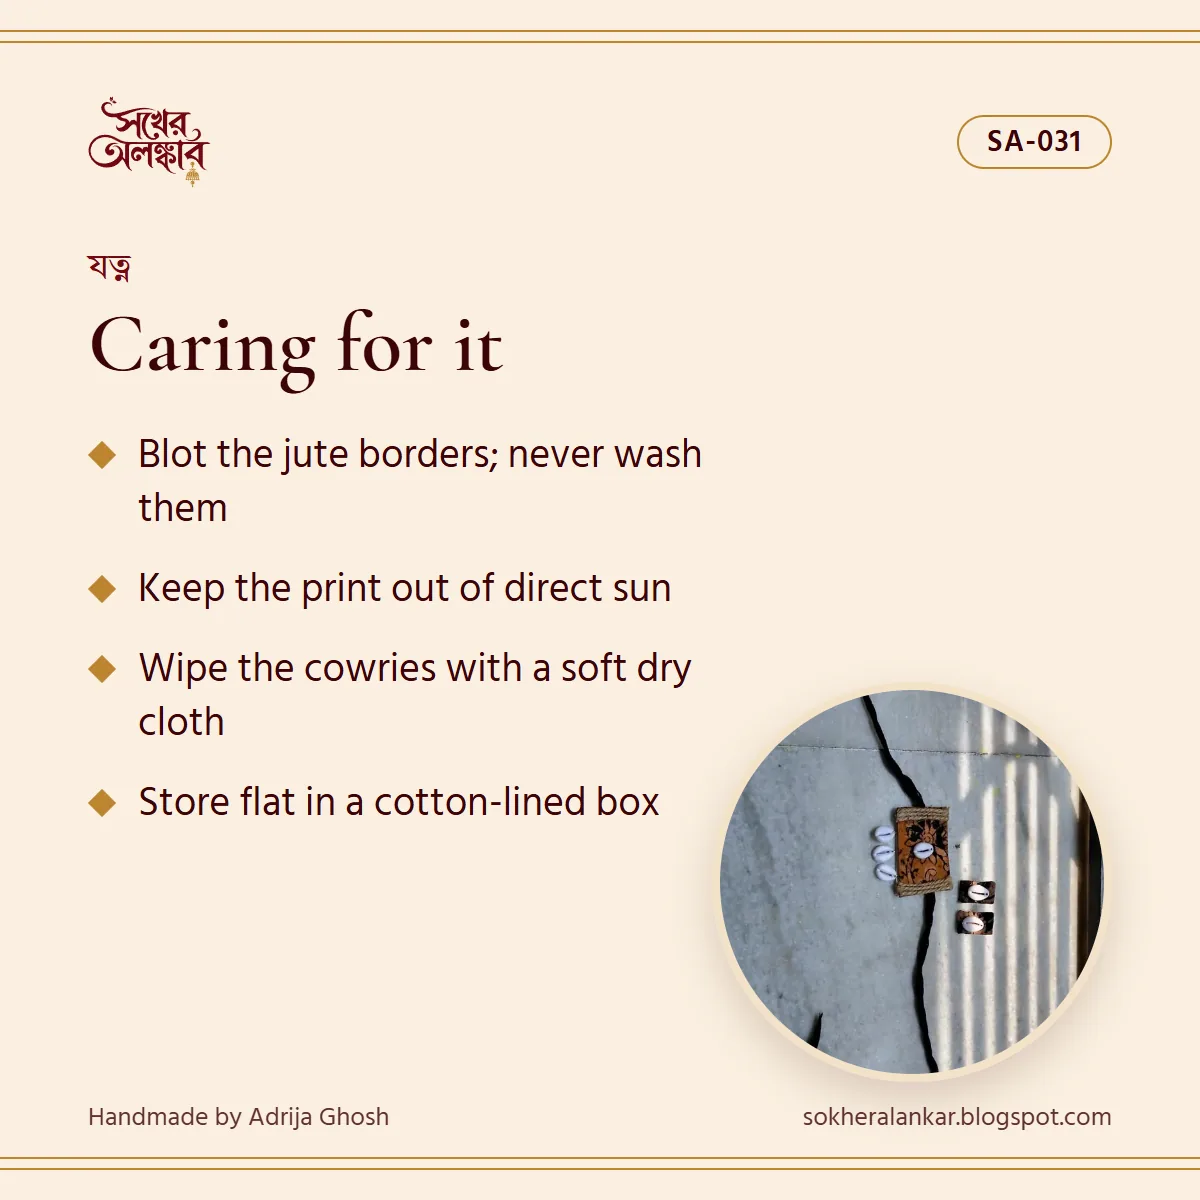 সখের
অলঙ্কার
SA-031
যত্ন
Caring for it
Blot the jute borders; never wash
them
Keep the print out of direct sun
Wipe the cowries with a soft dry
cloth
Store flat in a cotton-lined box
Handmade by Adrija Ghosh
sokheralankar.blogspot.com